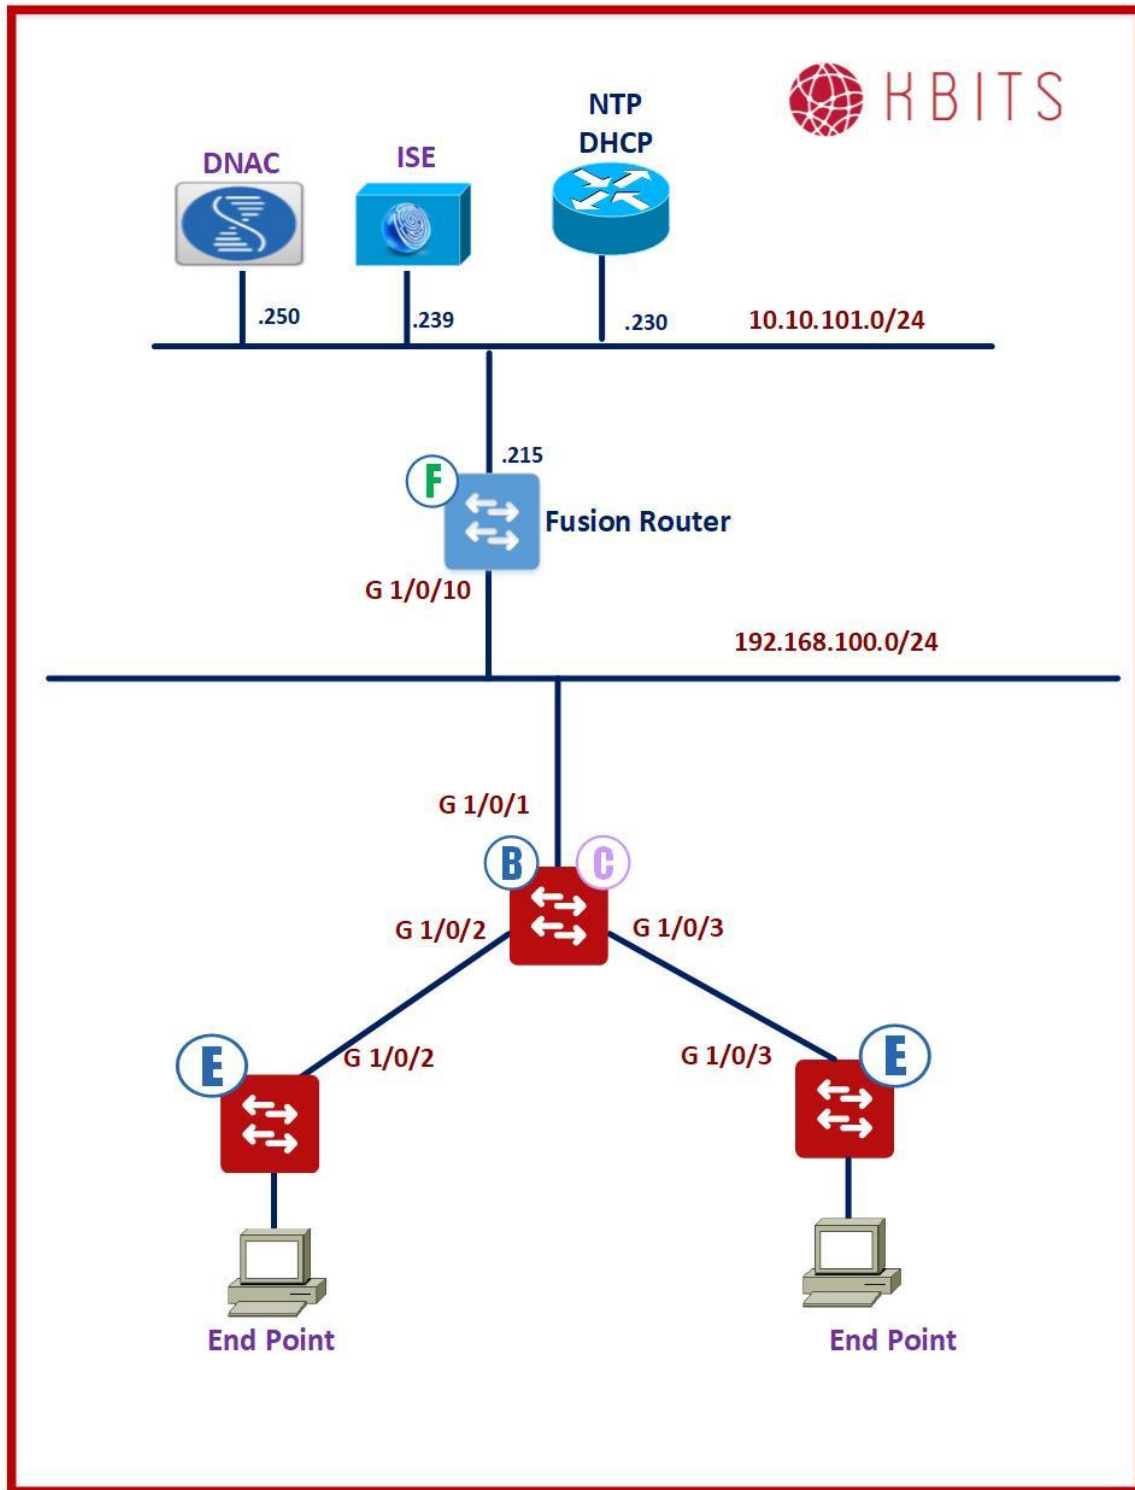 KBITS
NTP
DHCP
DNAC
ISE
.250
.239
.230
10.10.101.0/24
.215
F
Fusion Router
G 1/0/10
192.168.100.0/24
G 1/0/1
B
C
G 1/0/2
G 1/0/3
G 1/0/2
G 1/0/3
E
E
End Point
End Point